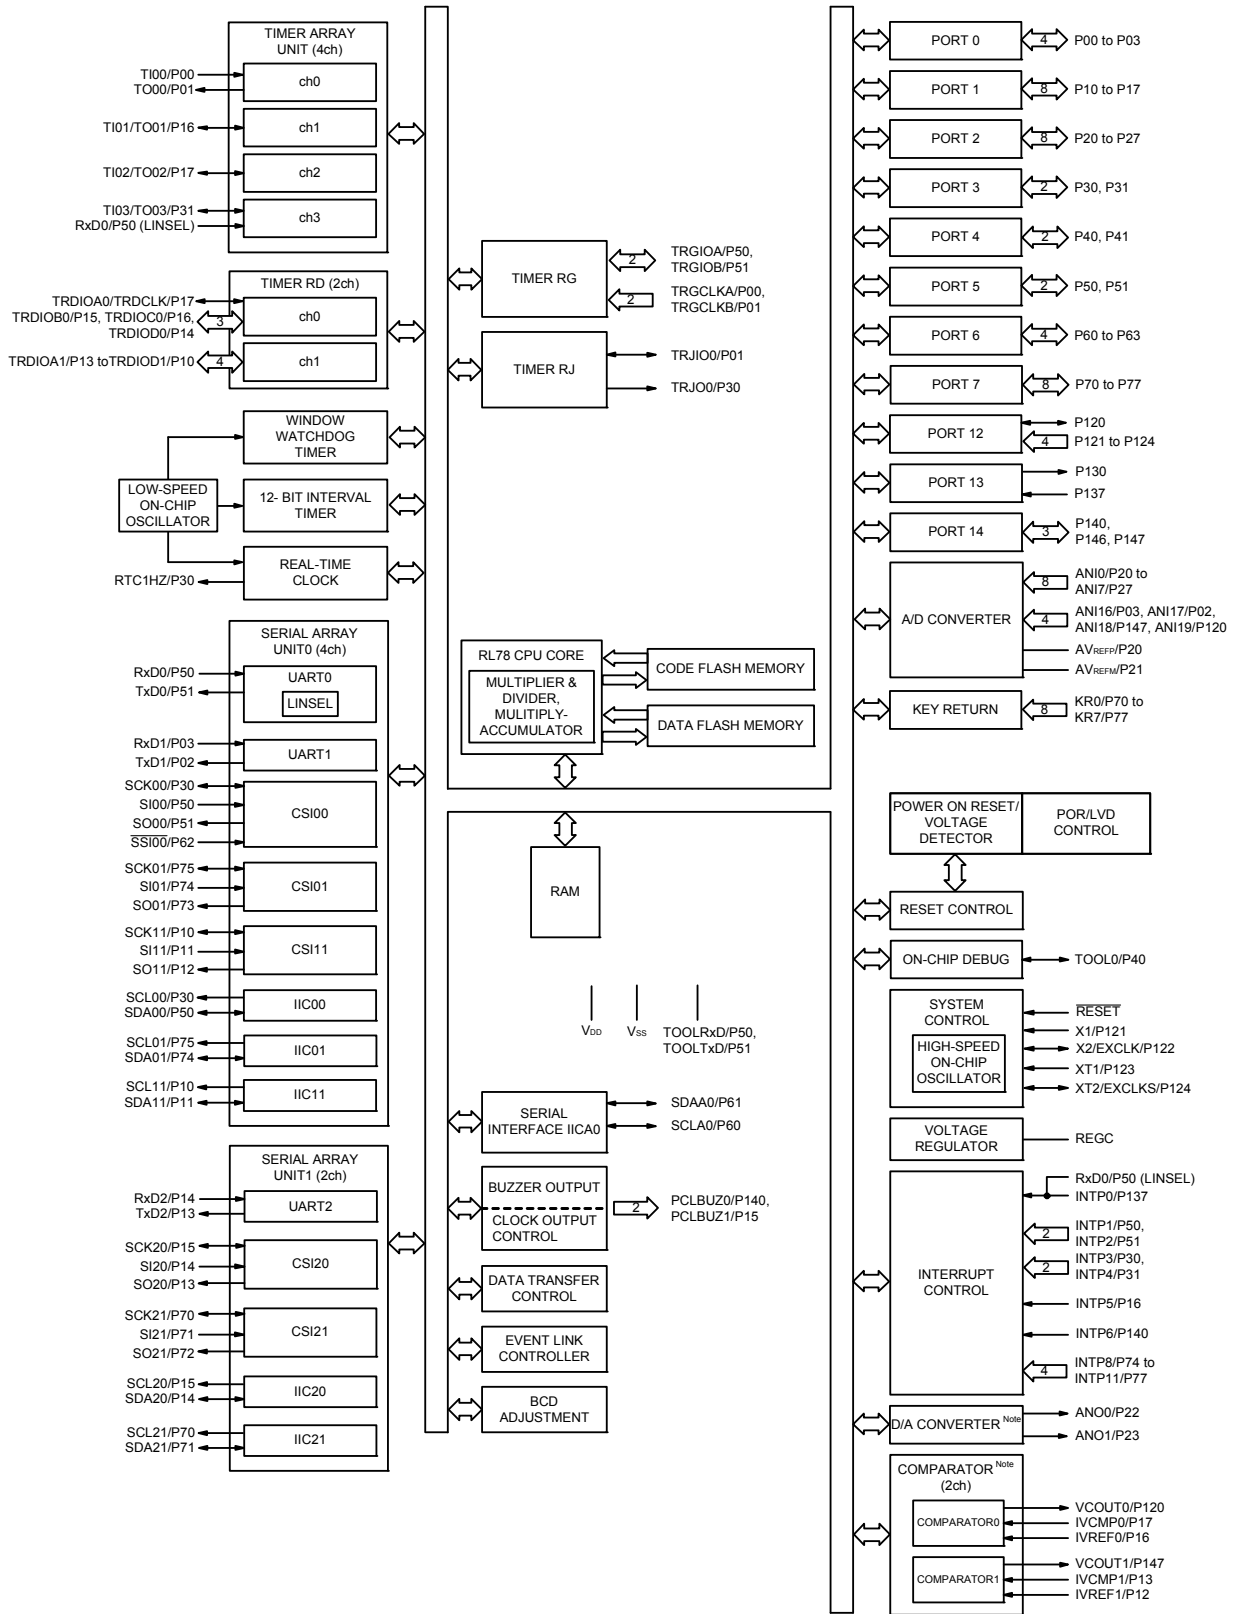 TIMER ARRAY
UNIT (4ch)
TI00/P00
TO00/P01
ch0
TI01/TO01/P16
ch1
TI02/TO02/P17
ch2
TI03/TO03/P31
RxD0/P50 (LINSEL)
ch3
TIMER RD (2ch)
TRDIOA0/TRDCLK/P17
TRDIOB0/P15, TRDIOC0/P16,
TRDIOD0/P14
3
ch0
TRDIOA1/P13 toTRDIOD1/P10
4
ch1
WINDOW
WATCHDOG
TIMER
LOW-SPEED
ON-CHIP
OSCILLATOR
12- BIT INTERVAL
TIMER
REAL-TIME
CLOCK
RTC1HZ/P30
SERIAL ARRAY
UNIT0 (4ch)
RxD0/P50
TxD0/P51
UART0
LINSEL
RxD1/P03
TxD1/P02
UART1
SCK00/P30
SI00/P50
SO00/P51
SSI00/P62
CSI00
SCK01/P75
SI01/P74
SO01/P73
CSI01
SCK11/P10
SI11/P11
SO11/P12
CSI11
SCL00/P30
SDA00/P50
IIC00
SCL01/P75
SDA01/P74
IIC01
SCL11/P10
SDA11/P11
IIC11
SERIAL ARRAY
UNIT1 (2ch)
RxD2/P14
TxD2/P13
UART2
SCK20/P15
SI20/P14
SO20/P13
CSI20
SCK21/P70
SI21/P71
SO21/P72
CSI21
SCL20/P15
SDA20/P14
IIC20
SCL21/P70
SDA21/P71
IIC21
TIMER RG
2
TRGIOA/P50,
TRGIOB/P51
2
TRGCLKA/P00,
TRGCLKB/P01
TIMER RJ
TRJIO0/P01
TRJO0/P30
RL78 CPU CORE
MULTIPLIER &
DIVIDER,
MULITIPLY-
ACCUMULATOR
CODE FLASH MEMORY
DATA FLASH MEMORY
RAM
VDD
VSS
TOOLRxD/P50,
TOOLTxD/P51
SERIAL
INTERFACE IICA0
SDAA0/P61
SCLA0/P60
BUZZER OUTPUT
CLOCK OUTPUT
CONTROL
2
PCLBUZ0/P140,
PCLBUZ1/P15
DATA TRANSFER
CONTROL
EVENT LINK
CONTROLLER
BCD
ADJUSTMENT
PORT 0
4
P00 to P03
PORT 1
8
P10 to P17
PORT 2
8
P20 to P27
PORT 3
2
P30, P31
PORT 4
2
P40, P41
PORT 5
2
P50, P51
PORT 6
4
P60 to P63
PORT 7
8
P70 to P77
PORT 12
P120
4
P121 to P124
PORT 13
P130
P137
PORT 14
3
P140,
P146, P147
A/D CONVERTER
8
ANI0/P20 to
ANI7/P27
4
ANI16/P03, ANI17/P02,
ANI18/P147, ANI19/P120
AVREFP/P20
AVREFM/P21
KEY RETURN
8
KR0/P70 to
KR7/P77
POWER ON RESET/
VOLTAGE
DETECTOR
POR/LVD
CONTROL
RESET CONTROL
ON-CHIP DEBUG
TOOL0/P40
SYSTEM
CONTROL
HIGH-SPEED
ON-CHIP
OSCILLATOR
RESET
X1/P121
X2/EXCLK/P122
XT1/P123
XT2/EXCLKS/P124
VOLTAGE
REGULATOR
REGC
INTERRUPT
CONTROL
RxD0/P50 (LINSEL)
INTP0/P137
2
INTP1/P50,
INTP2/P51
2
INTP3/P30,
INTP4/P31
INTP5/P16
INTP6/P140
4
INTP8/P74 to
INTP11/P77
D/A CONVERTER Note
ANO0/P22
ANO1/P23
COMPARATOR Note
(2ch)
COMPARATOR0
VCOUT0/P120
IVCMP0/P17
IVREF0/P16
COMPARATOR1
VCOUT1/P147
IVCMP1/P13
IVREF1/P12